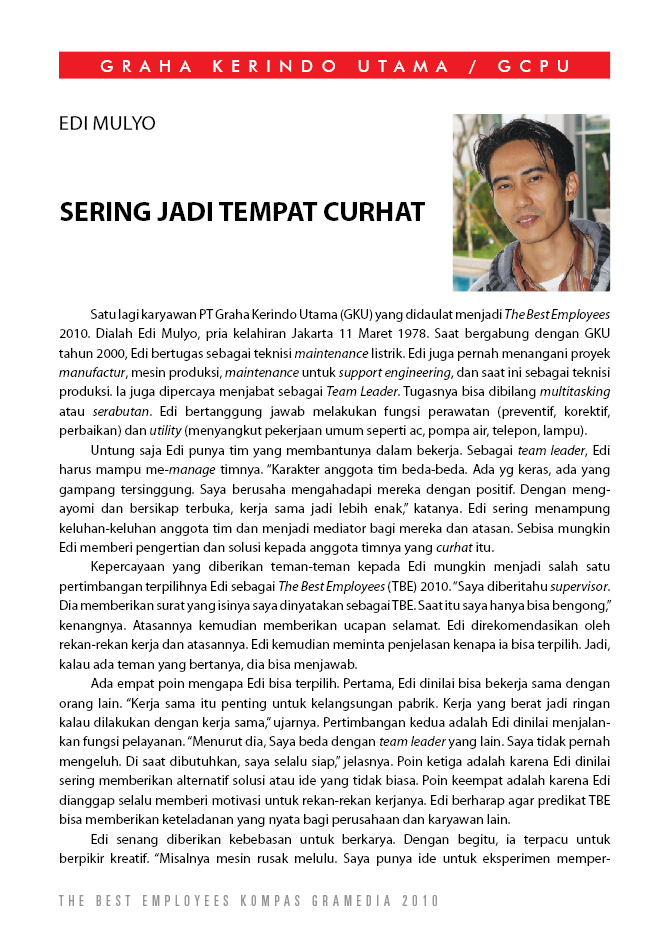 GRAHA KERINDO UTAMA / GCPU
EDI MULYO
SERING JADI TEMPAT CURHAT
Satu lagi karyawan PT Graha Kerindo Utama (GKU) yang didaulat menjadi The Best Employees
2010. Dialah Edi Mulyo, pria kelahiran Jakarta 11 Maret 1978. Saat bergabung dengan GKU
tahun 2000, Edi bertugas sebagai teknisi maintenance listrik. Edi juga pernah menangani proyek
manufactur, mesin produksi, maintenance untuk support engineering, dan saat ini sebagai teknisi
produksi. Ia juga dipercaya menjabat sebagai Team Leader. Tugasnya bisa dibilang multitasking
atau serabutan. Edi bertanggung jawab melakukan fungsi perawatan (preventif, korektif,
perbaikan) dan utility (menyangkut pekerjaan umum seperti ac, pompa air, telepon, lampu).
Untung saja Edi punya tim yang membantunya dalam bekerja. Sebagai team leader, Edi
harus mampu me-manage timnya. “Karakter anggota tim beda-beda. Ada yg keras, ada yang
gampang tersinggung. Saya berusaha mengahadapi mereka dengan positif. Dengan meng-
ayomi dan bersikap terbuka, kerja sama jadi lebih enak,” katanya. Edi sering menampung
keluhan-keluhan anggota tim dan menjadi mediator bagi mereka dan atasan. Sebisa mungkin
Edi memberi pengertian dan solusi kepada anggota timnya yang curhat itu.
Kepercayaan yang diberikan teman-teman kepada Edi mungkin menjadi salah satu
pertimbangan terpilihnya Edi sebagai The Best Employees (TBE) 2010. “Saya diberitahu supervisor.
Dia memberikan surat yang isinya saya dinyatakan sebagai TBE. Saat itu saya hanya bisa bengong,”
kenangnya. Atasannya kemudian memberikan ucapan selamat. Edi direkomendasikan oleh
rekan-rekan kerja dan atasannya. Edi kemudian meminta penjelasan kenapa ia bisa terpilih. Jadi,
kalau ada teman yang bertanya, dia bisa menjawab.
Ada empat poin mengapa Edi bisa terpilih. Pertama, Edi dinilai bisa bekerja sama dengan
orang lain. “Kerja sama itu penting untuk kelangsungan pabrik. Kerja yang berat jadi ringan
kalau dilakukan dengan kerja sama,” ujarnya. Pertimbangan kedua adalah Edi dinilai menjalan-
kan fungsi pelayanan. “Menurut dia, Saya beda dengan team leader yang lain. Saya tidak pernah
mengeluh. Di saat dibutuhkan, saya selalu siap,” jelasnya. Poin ketiga adalah karena Edi dinilai
sering memberikan alternatif solusi atau ide yang tidak biasa. Poin keempat adalah karena Edi
dianggap selalu memberi motivasi untuk rekan-rekan kerjanya. Edi berharap agar predikat TBE
bisa memberikan keteladanan yang nyata bagi perusahaan dan karyawan lain.
Edi senang diberikan kebebasan untuk berkarya. Dengan begitu, ia terpacu untuk
berpikir kreatif. “Misalnya mesin rusak melulu. Saya punya ide untuk eksperimen memper-
THE BEST EMPLOYEES KOMPAS GRAMEDIA 2010